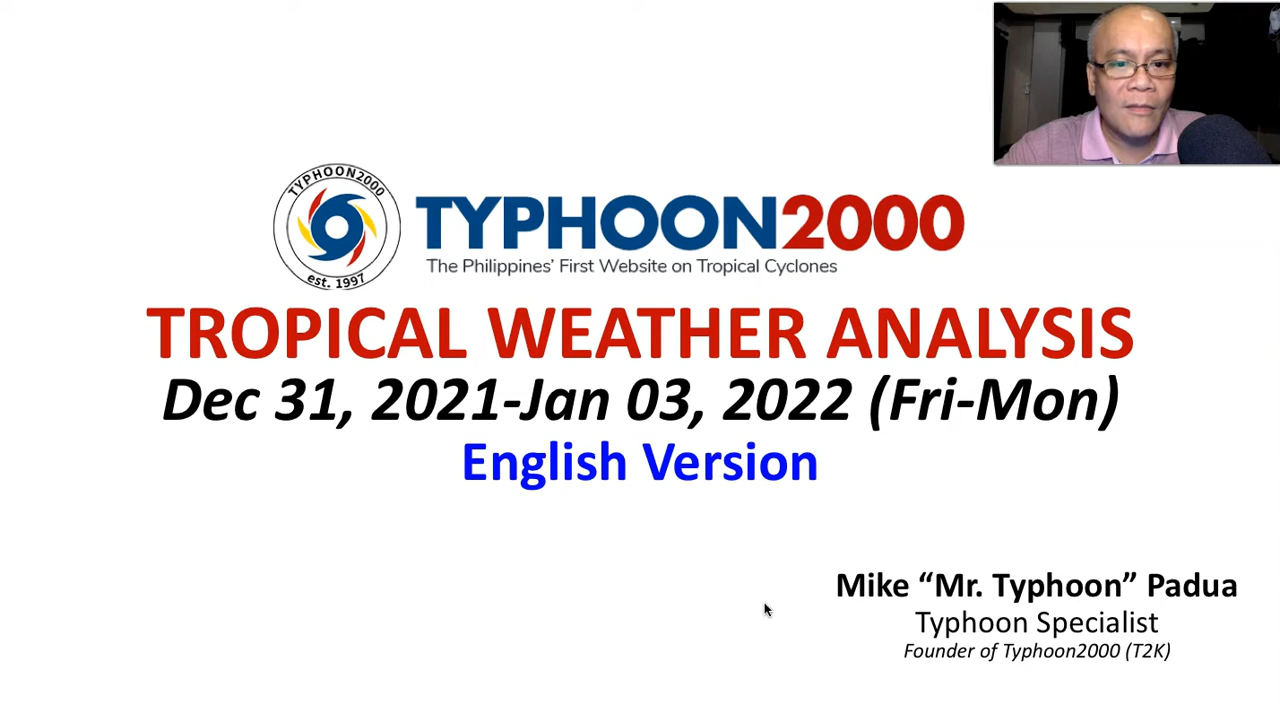 TYPHOON2000
est. 1997
TYPHOON2000
The Philippines’ First Website on Tropical Cyclones
TROPICAL WEATHER ANALYSIS
Dec 31, 2021-Jan 03, 2022 (Fri-Mon)
English Version
Mike “Mr. Typhoon” Padua
Typhoon Specialist
Founder of Typhoon2000 (T2K)